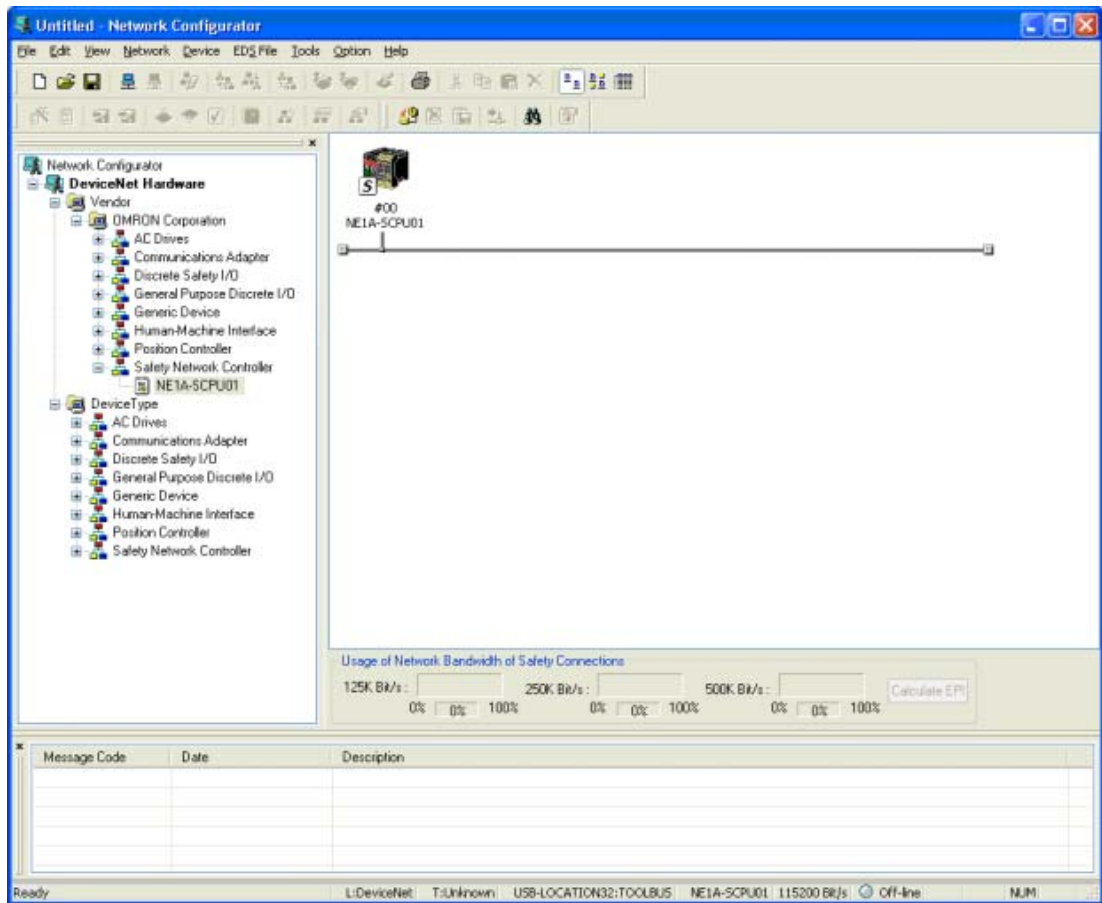 Untitled - Network Configurator
File Edit View Network Device EDS File Tools Option Help
Network Configurator
DeviceNet Hardware
Vendor
OMRON Corporation
AC Drives
Communications Adapter
Discrete Safety I/O
General Purpose Discrete I/O
Generic Device
Human-Machine Interface
Position Controller
Safety Network Controller
NE1A-SCPU01
DeviceType
AC Drives
Communications Adapter
Discrete Safety I/O
General Purpose Discrete I/O
Generic Device
Human-Machine Interface
Position Controller
Safety Network Controller
S
#00
NE1A-SCPU01
Usage of Network Bandwidth of Safety Connections
125K Bit/s : 250K Bit/s : 500K Bit/s : Calculate EPI
0% 0% 100% 0% 0% 100% 0% 0% 100%
Message Code Date Description
Ready L:DeviceNet T:Unknown USB-LOCATION32:TOOLBUS NE1A-SCPU01 115200 Bit/s Off-line NUM